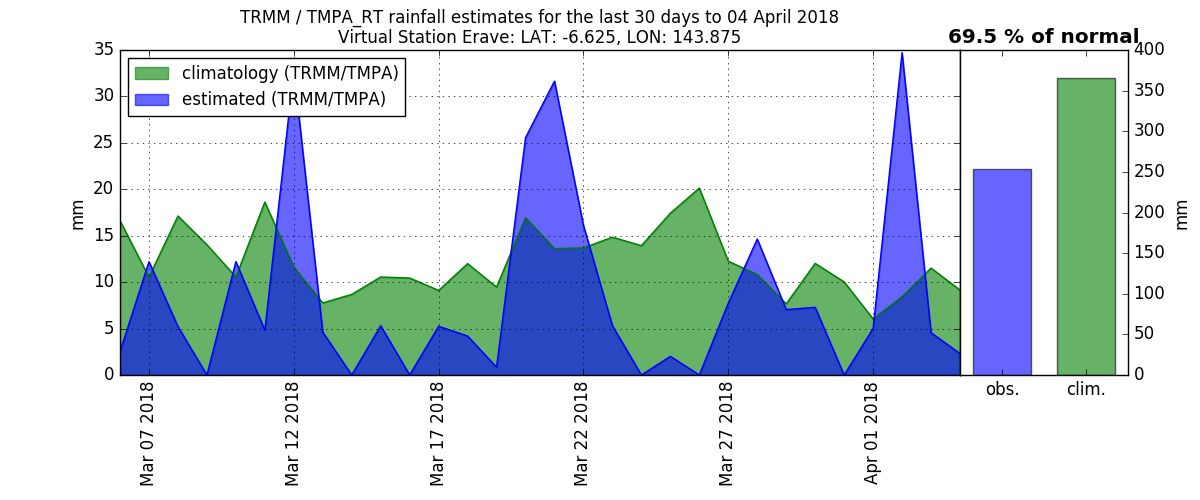 TRMM / TMPA_RT rainfall estimates for the last 30 days to 04 April 2018
Virtual Station Erave: LAT: -6.625, LON: 143.875
69.5 % of normal
climatology (TRMM/TMPA)
estimated (TRMM/TMPA)
35
30
25
20
15
10
5
0
mm
Mar 07 2018
Mar 12 2018
Mar 17 2018
Mar 22 2018
Mar 27 2018
Apr 01 2018
obs.
clim.
400
350
300
250
200
150
100
50
0
mm